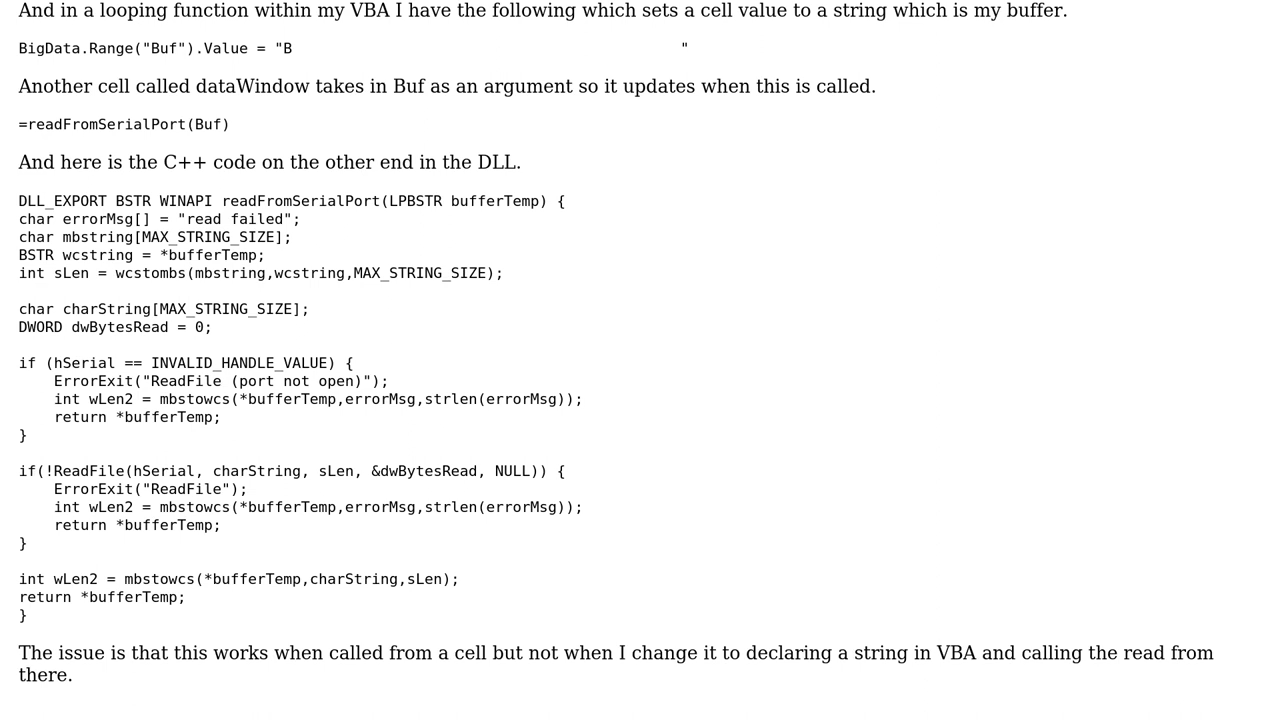 And in a looping function within my VBA I have the following which sets a cell value to a string which is my buffer.
BigData.Range("Buf").Value = "B                                            "
Another cell called dataWindow takes in Buf as an argument so it updates when this is called.
=readFromSerialPort(Buf)
And here is the C++ code on the other end in the DLL.
DLL_EXPORT BSTR WINAPI readFromSerialPort(LPBSTR bufferTemp) {
char errorMsg[] = "read failed";
char mbstring[MAX_STRING_SIZE];
BSTR wcstring = *bufferTemp;
int sLen = wcstombs(mbstring,wcstring,MAX_STRING_SIZE);
char charString[MAX_STRING_SIZE];
DWORD dwBytesRead = 0;
if (hSerial == INVALID_HANDLE_VALUE) {
    ErrorExit("ReadFile (port not open)");
    int wLen2 = mbstowcs(*bufferTemp,errorMsg,strlen(errorMsg));
    return *bufferTemp;
}
if(!ReadFile(hSerial, charString, sLen, &dwBytesRead, NULL)) {
    ErrorExit("ReadFile");
    int wLen2 = mbstowcs(*bufferTemp,errorMsg,strlen(errorMsg));
    return *bufferTemp;
}
int wLen2 = mbstowcs(*bufferTemp,charString,sLen);
return *bufferTemp;
}
The issue is that this works when called from a cell but not when I change it to declaring a string in VBA and calling the read from
there.